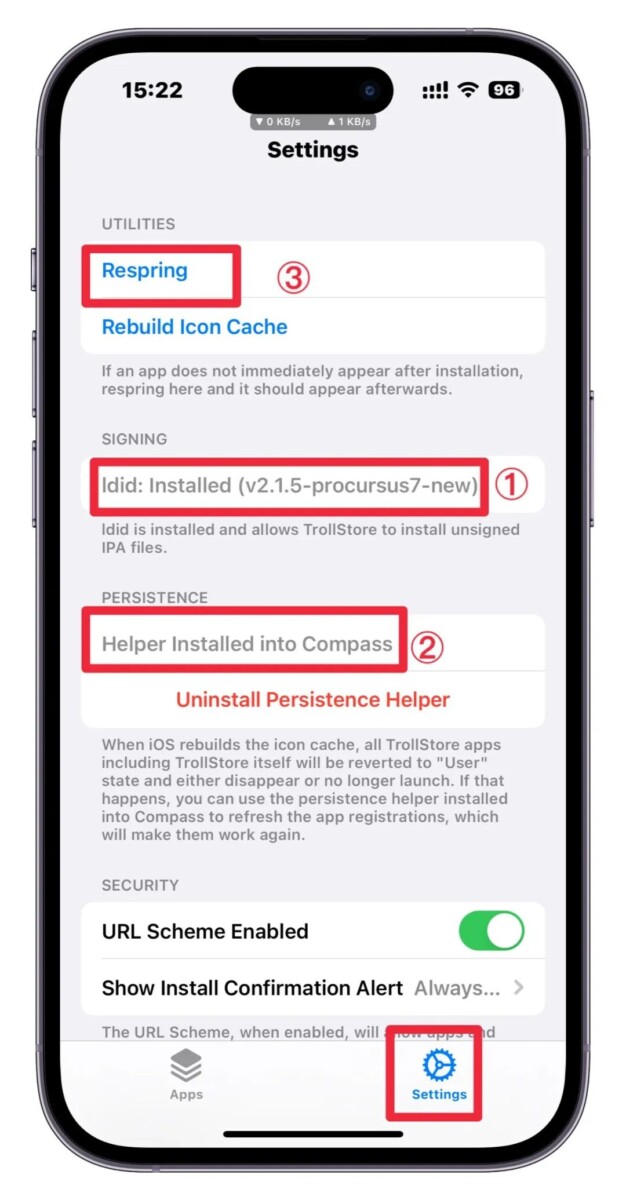 15:22
96
▼ 0 KB/s ▲ 1 KB/s
Settings
UTILITIES
Respring
③
Rebuild Icon Cache
If an app does not immediately appear after installation,
respring here and it should appear afterwards.
SIGNING
ldid: Installed (v2.1.5-procursus7-new)
①
ldid is installed and allows TrollStore to install unsigned
IPA files.
PERSISTENCE
Helper Installed into Compass
②
Uninstall Persistence Helper
When iOS rebuilds the icon cache, all TrollStore apps
including TrollStore itself will be reverted to "User"
state and either disappear or no longer launch. If that
happens, you can use the persistence helper installed
into Compass to refresh the app registrations, which
will make them work again.
SECURITY
URL Scheme Enabled
Show Install Confirmation Alert Always...
The URL Scheme, when enabled, will allow apps and
Apps
Settings